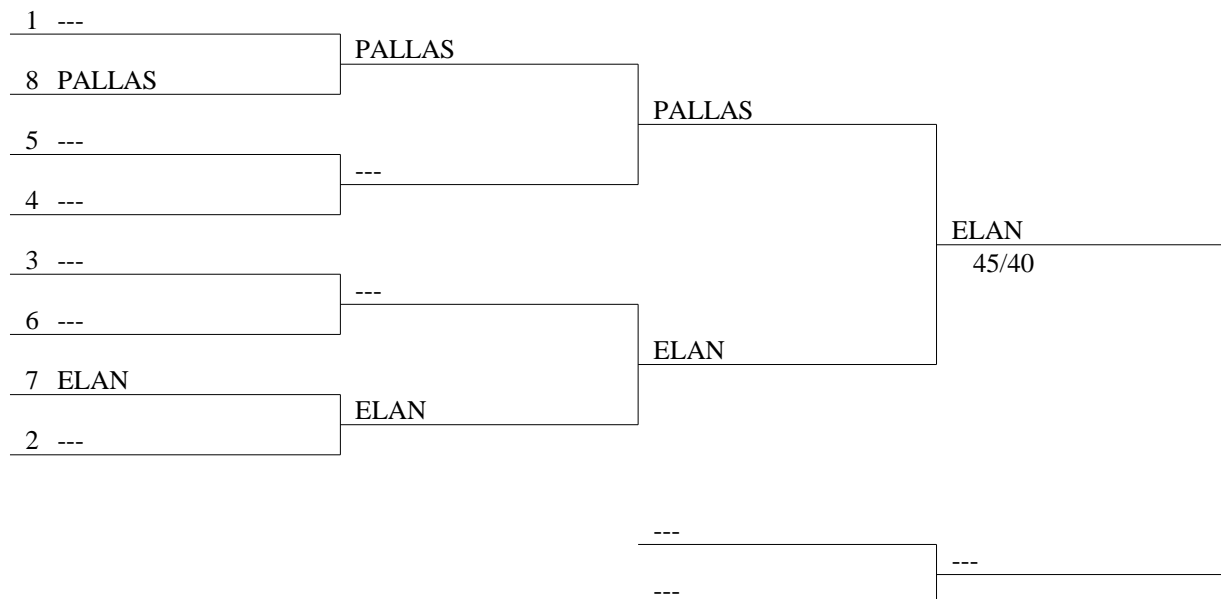 1 ---
PALLAS
8 PALLAS
PALLAS
5 ---
---
4 ---
ELAN
3 ---
45/40
---
6 ---
ELAN
7 ELAN
ELAN
2 ---
---
---
---